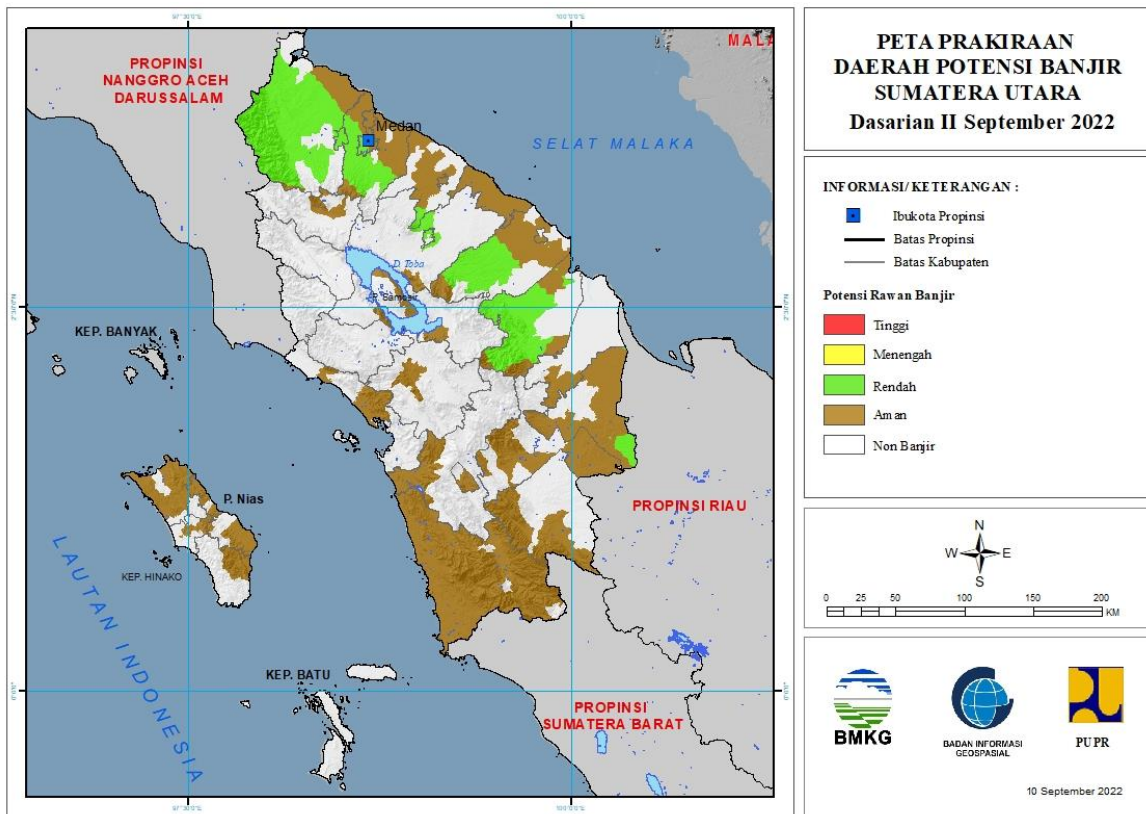 PETA PRAKIRAAN
DAERAH POTENSI BANJIR
SUMATERA UTARA
Dasarian II September 2022
INFORMASI/ KETERANGAN :
Ibukota Propinsi
Batas Propinsi
Batas Kabupaten
Potensi Rawan Banjir
Tinggi
Menengah
Rendah
Aman
Non Banjir
N
W E
S
0 25 50 100 150 200
KM
BMKG
BADAN INFORMASI
GEOSPASIAL
PUPR
10 September 2022
PROPINSI
NANGGRO ACEH
DARUSSALAM
Medan
SELAT MALAKA
D. Toba
KEP. BANYAK
P. Nias
KEP. HINAKO
LAUTAN INDONESIA
KEP. BATU
PROPINSI RIAU
PROPINSI
SUMATERA BARAT